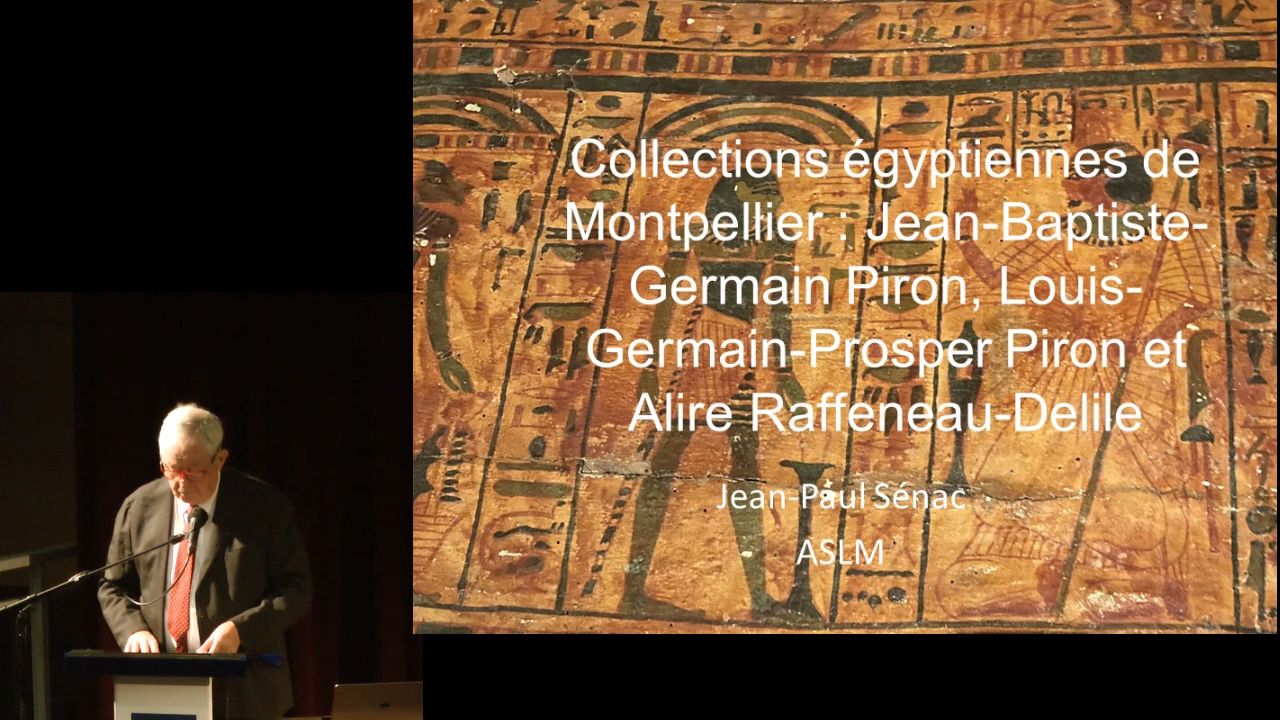 Collections égyptiennes de
Montpellier : Jean-Baptiste-
Germain Piron, Louis-
Germain-Prosper Piron et
Alire Raffeneau-Delile
Jean-Paul Sénac
ASLM